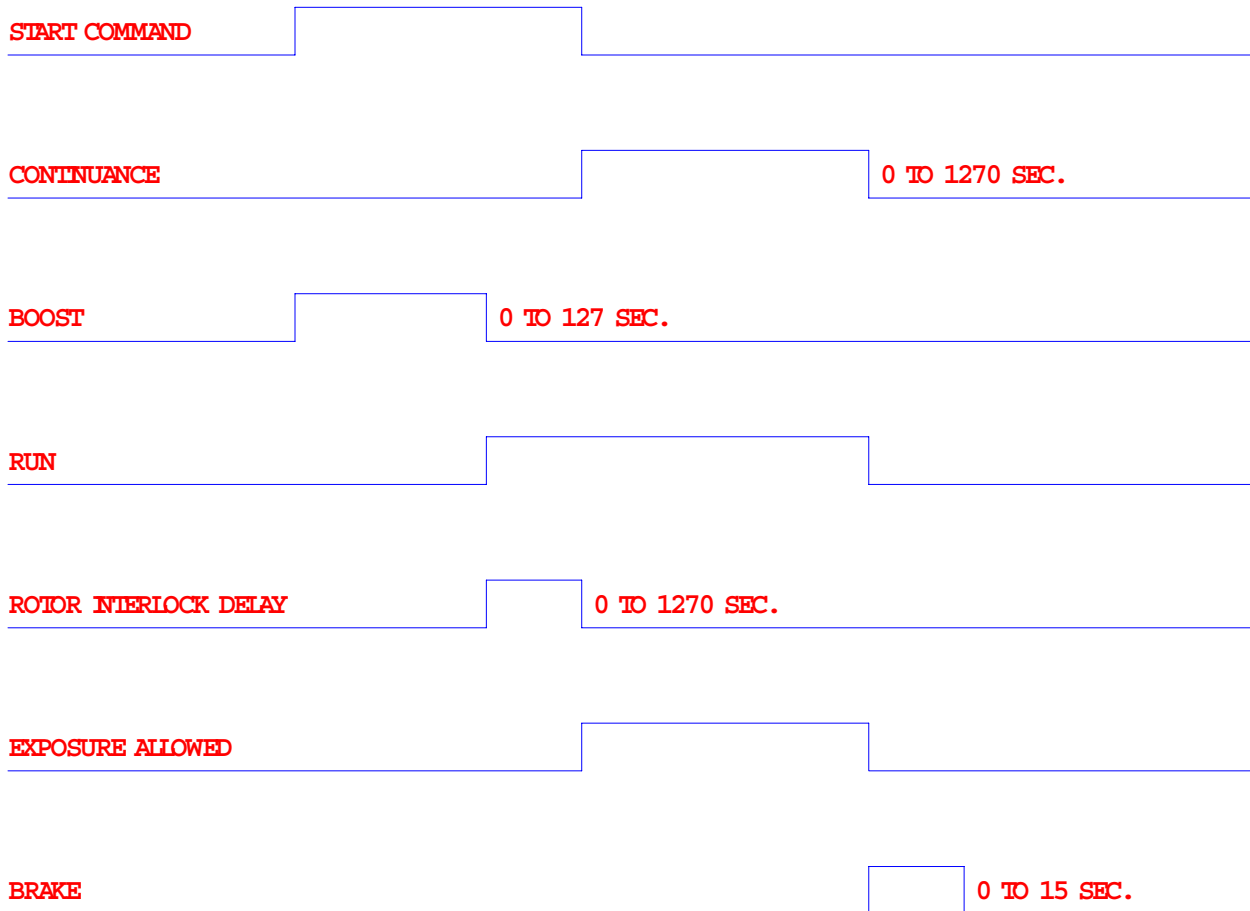 START COMMAND
CONTINUANCE 0 TO 1270 SEC.
BOOST 0 TO 127 SEC.
RUN
ROTOR INTERLOCK DELAY 0 TO 1270 SEC.
EXPOSURE ALLOWED
BRAKE 0 TO 15 SEC.